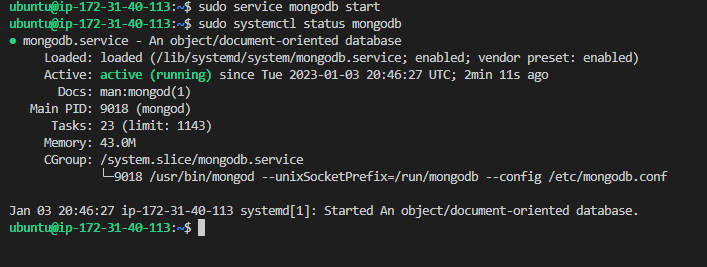 ubuntu@ip-172-31-40-113:~$ sudo service mongodb start
ubuntu@ip-172-31-40-113:~$ sudo systemctl status mongodb
● mongodb.service - An object/document-oriented database
     Loaded: loaded (/lib/systemd/system/mongodb.service; enabled; vendor preset: enabled)
     Active: active (running) since Tue 2023-01-03 20:46:27 UTC; 2min 11s ago
       Docs: man:mongod(1)
   Main PID: 9018 (mongod)
      Tasks: 23 (limit: 1143)
     Memory: 43.0M
     CGroup: /system.slice/mongodb.service
             └─9018 /usr/bin/mongod --unixSocketPrefix=/run/mongodb --config /etc/mongodb.conf

Jan 03 20:46:27 ip-172-31-40-113 systemd[1]: Started An object/document-oriented database.
ubuntu@ip-172-31-40-113:~$